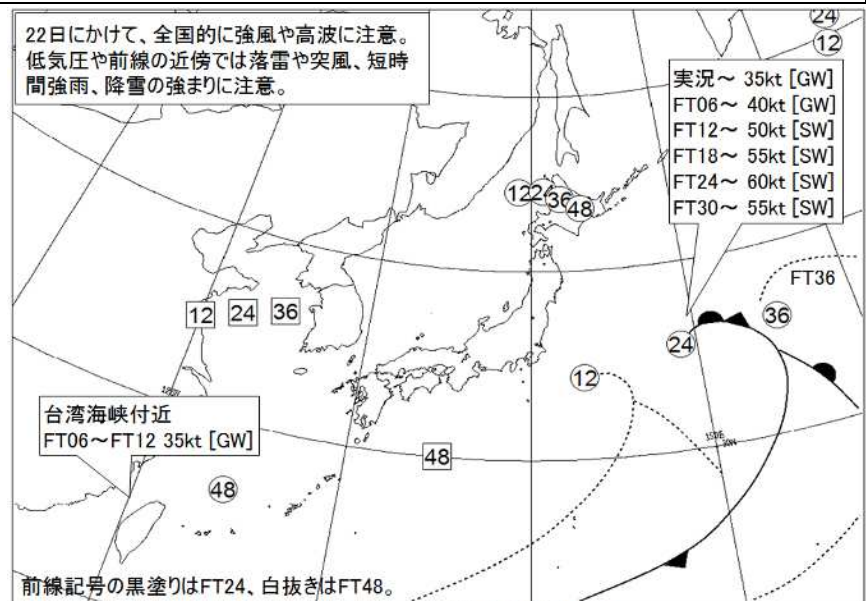 22日にかけて、全国的に強風や高波に注意。
低気圧や前線の近傍では落雷や突風、短時
間強雨、降雪の強まりに注意。
24
12
実況～ 35kt [GW]
FT06～ 40kt [GW]
FT12～ 50kt [SW]
FT18～ 55kt [SW]
FT24～ 60kt [SW]
FT30～ 55kt [SW]
12
24
36
48
FT36
12
24
36
36
24
12
台湾海峡付近
FT06～FT12 35kt [GW]
150E
30N
48
48
前線記号の黒塗りはFT24、白抜きはFT48。